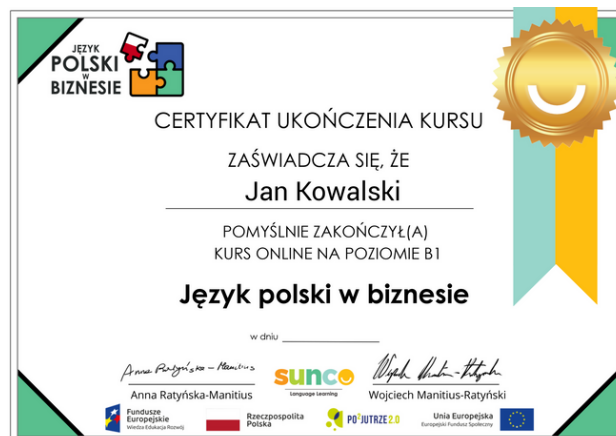 JĘZYK
POLSKI
W
BIZNESIE
CERTYFIKAT UKOŃCZENIA KURSU
ZAŚWIADCZA SIĘ, ŻE
Jan Kowalski
POMYŚLNIE ZAKOŃCZYŁ(A)
KURS ONLINE NA POZIOMIE B1
Język polski w biznesie
w dniu
Anna Ratyńska-Manitius
sunco
Language Learning
Wojciech Manitius-Ratyński
Fundusze
Europejskie
Wiedza Edukacja Rozwój
Rzeczpospolita
Polska
PO²JUTRZE 2.0
Unia Europejska
Europejski Fundusz Społeczny